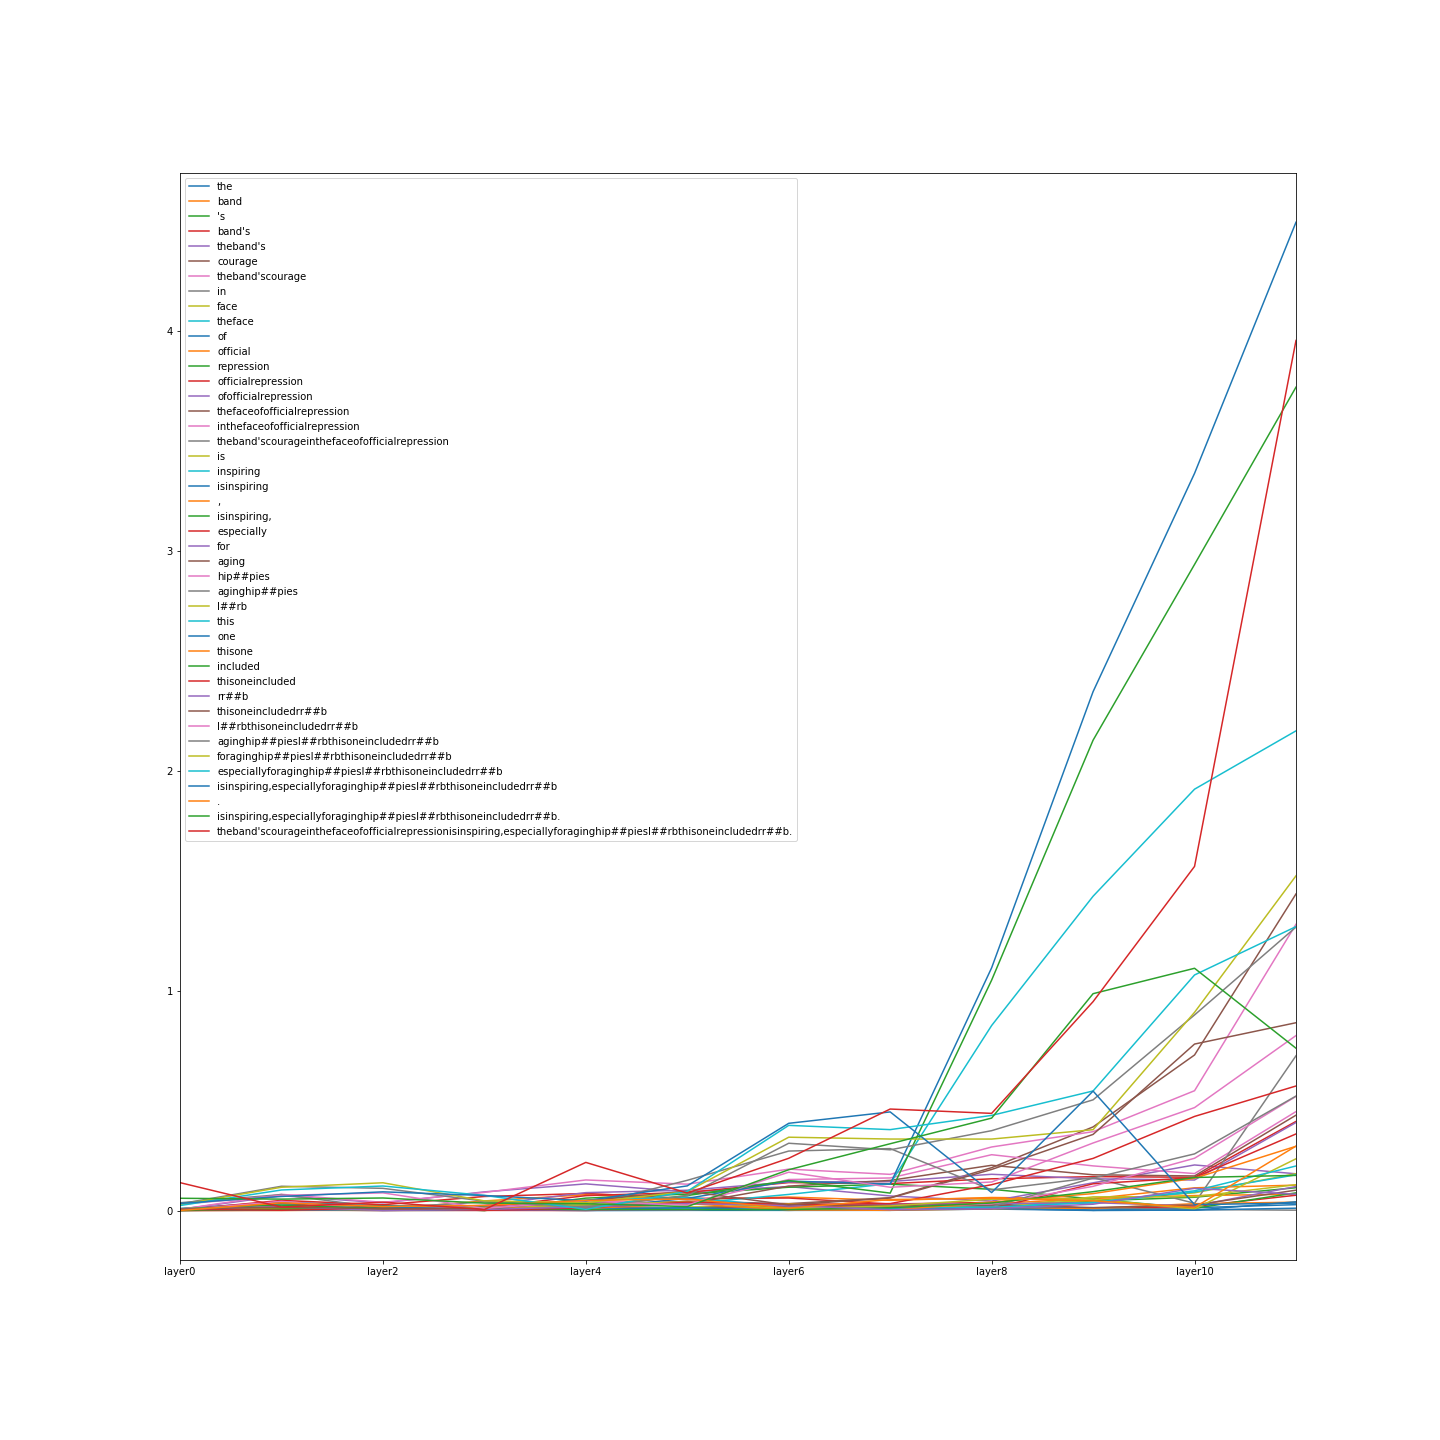 the
band
's
band's
theband's
courage
theband'scourage
in
face
theface
of
official
repression
officialrepression
ofofficialrepression
thefaceofofficialrepression
inthefaceofofficialrepression
theband'scourageinthefaceofofficialrepression
is
inspiring
isinspiring
,
isinspiring,
especially
for
aging
hip##pies
aginghip##pies
l##rb
this
one
thisone
included
thisoneincluded
rr##b
thisoneincludedrr##b
l##rbthisoneincludedrr##b
aginghip##piesl##rbthisoneincludedrr##b
foraginghip##piesl##rbthisoneincludedrr##b
especiallyforaginghip##piesl##rbthisoneincludedrr##b
isinspiring,especiallyforaginghip##piesl##rbthisoneincludedrr##b
.
isinspiring,especiallyforaginghip##piesl##rbthisoneincludedrr##b.
theband'scourageinthefaceofofficialrepressionisinspiring,especiallyforaginghip##piesl##rbthisoneincludedrr##b.
4
3
2
1
0
layer0 layer2 layer4 layer6 layer8 layer10